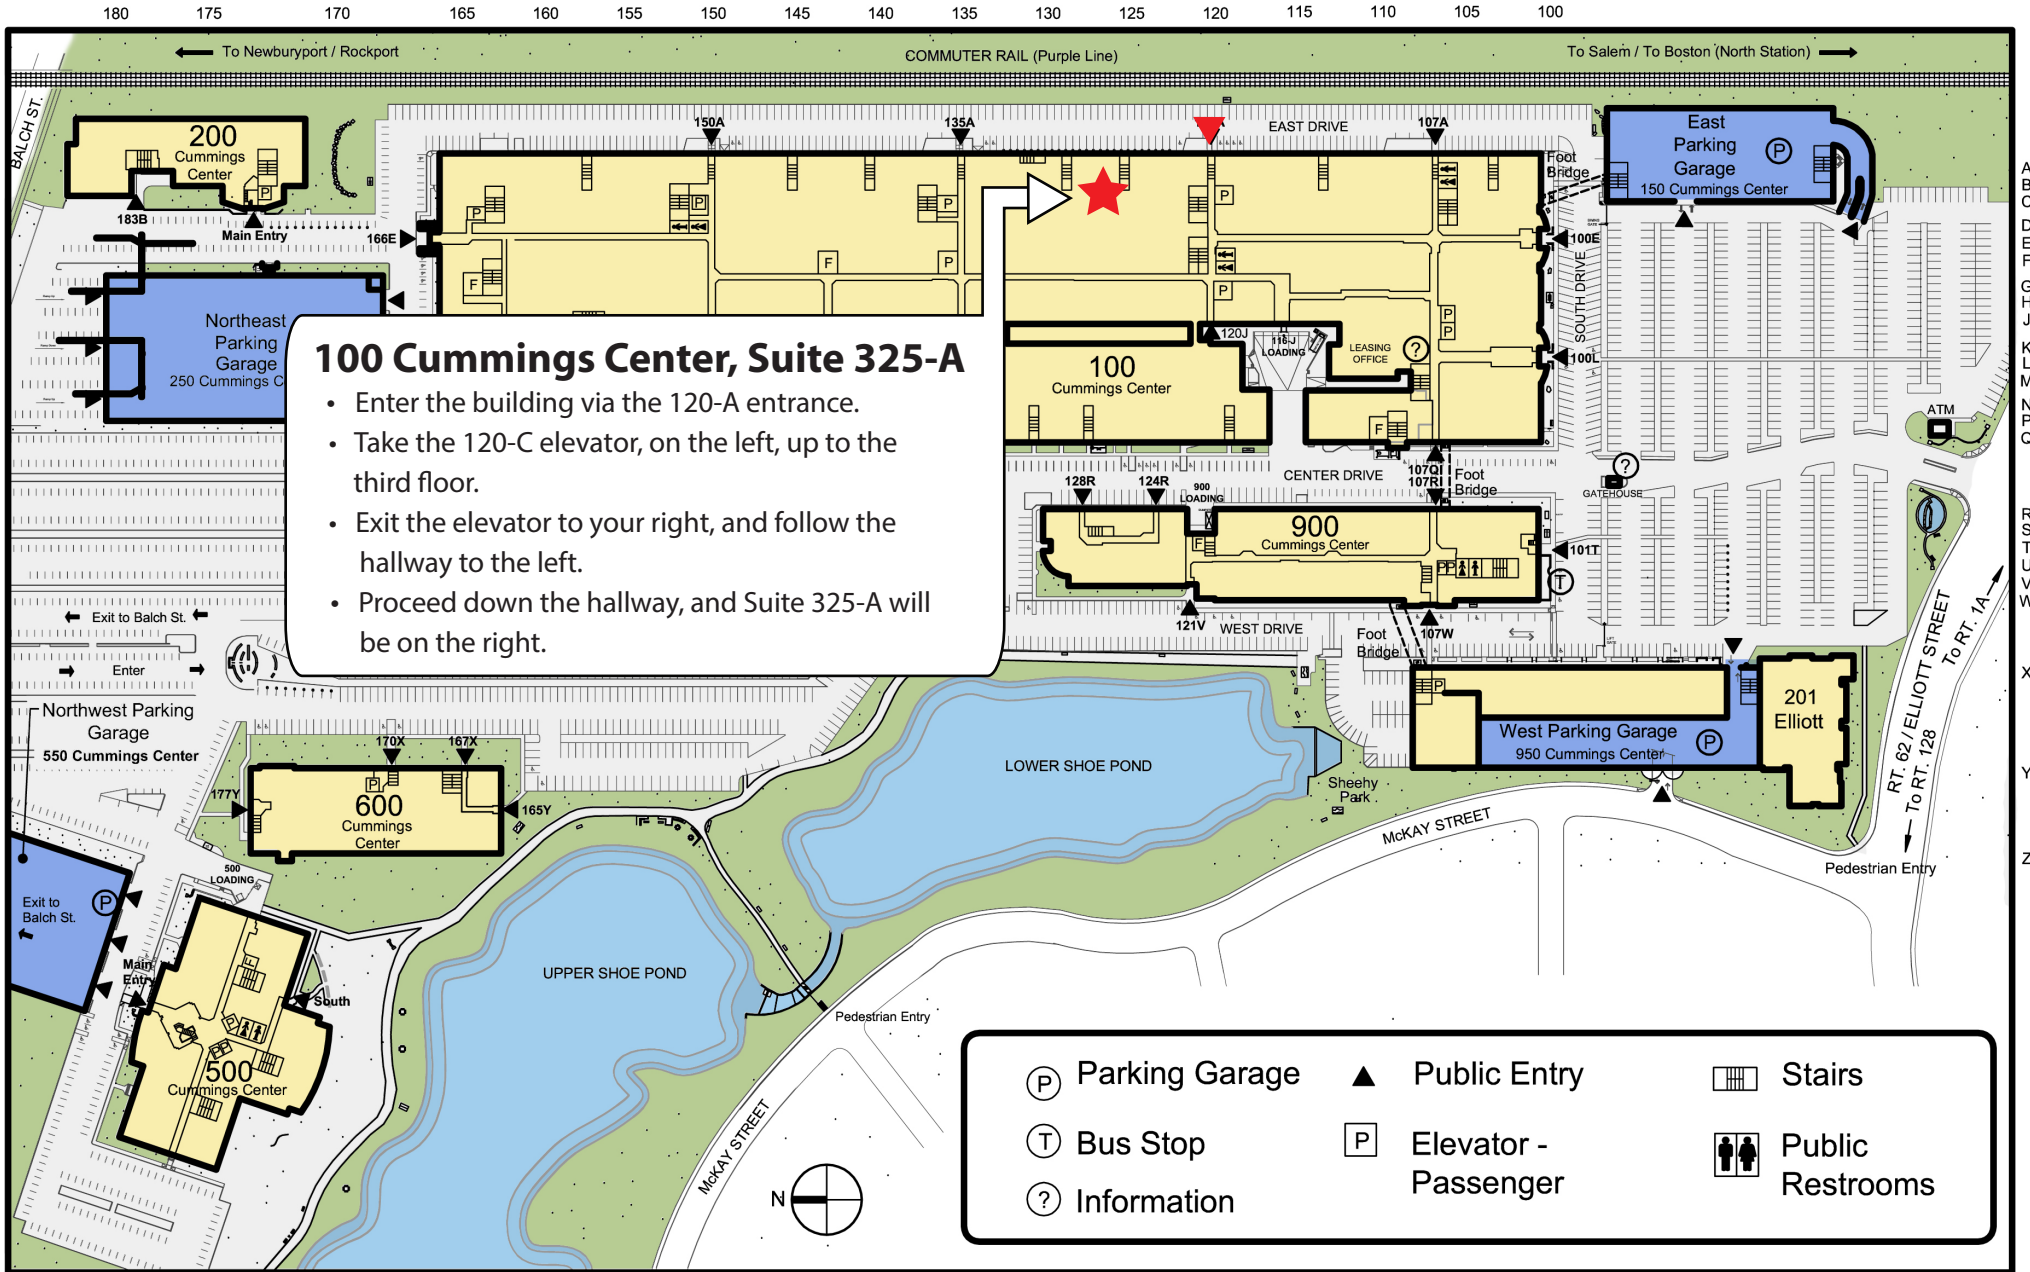 180 175 170 165 160 155 150 145 140 135 130 125 120 115 110 105 100
To Newburyport / Rockport
COMMUTER RAIL (Purple Line)
To Salem / To Boston (North Station)
BALCH ST.
200
Cummings
Center
183B
Main Entry
150A
135A
EAST DRIVE
107A
Foot
Bridge
East
Parking
Garage
P
150 Cummings Center
A
B
C
D
E
F
G
H
J
K
L
M
N
P
Q
R
S
T
U
V
W
X
Y
Z
166E
100E
P
P
P
P
P
F
F
P
P
P
SOUTH DRIVE
Northeast
Parking
Garage
250 Cummings C
100 Cummings Center, Suite 325-A
• Enter the building via the 120-A entrance.
• Take the 120-C elevator, on the left, up to the
third floor.
• Exit the elevator to your right, and follow the
hallway to the left.
• Proceed down the hallway, and Suite 325-A will
be on the right.
120J
116-J
LOADING
LEASING
OFFICE
?
100L
100
Cummings Center
F
ATM
CENTER DRIVE
107Q
107R
Foot
Bridge
?
GATEHOUSE
128R
124R
900
LOADING
900
Cummings Center
F
PP
101T
T
121V
WEST DRIVE
107W
Foot
Bridge
Exit to Balch St.
Enter
Northwest Parking
Garage
550 Cummings Center
170X
167X
177Y
600
Cummings
Center
P
165Y
LOWER SHOE POND
Sheehy
Park
P
West Parking Garage
950 Cummings Center
P
201
Elliott
RT. 62 / ELLIOTT STREET
To RT. 1A
To RT. 128
McKAY STREET
Pedestrian Entry
500
LOADING
Exit to
Balch St.
P
Main
Entry
South
F
P
PP
500
Cummings Center
UPPER SHOE POND
Pedestrian Entry
McKAY STREET
N
P Parking Garage
Public Entry
Stairs
T Bus Stop
P Elevator -
Passenger
Public
Restrooms
? Information